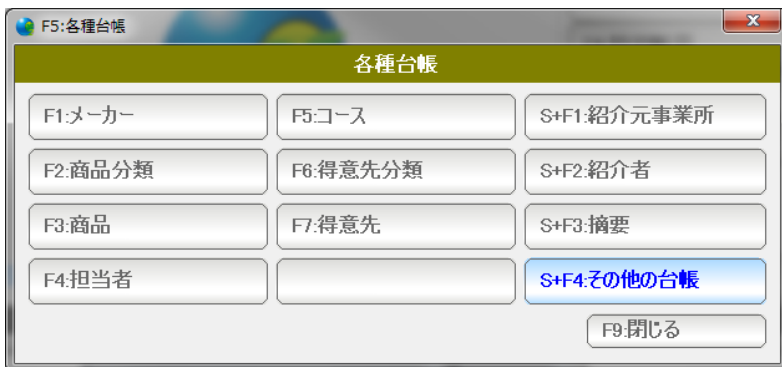 F5:各種台帳
各種台帳
F1:メーカー
F5:コース
S+F1:紹介元事業所
F2:商品分類
F6:得意先分類
S+F2:紹介者
F3:商品
F7:得意先
S+F3:摘要
F4:担当者
S+F4:その他の台帳
F9:閉じる